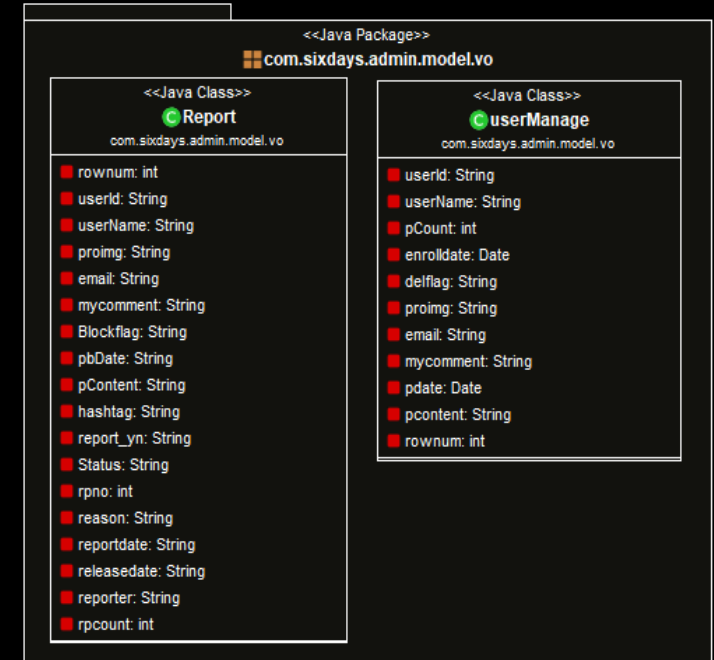 <<Java Package>>
com.sixdays.admin.model.vo
<<Java Class>>
Report
com.sixdays.admin.model.vo
rownum: int
userId: String
userName: String
proimg: String
email: String
mycomment: String
Blockflag: String
pbDate: String
pContent: String
hashtag: String
report_yn: String
Status: String
rpno: int
reason: String
reportdate: String
releasedate: String
reporter: String
rpcount: int
<<Java Class>>
userManage
com.sixdays.admin.model.vo
userId: String
userName: String
pCount: int
enrolldate: Date
delflag: String
proimg: String
email: String
mycomment: String
pdate: Date
pcontent: String
rownum: int